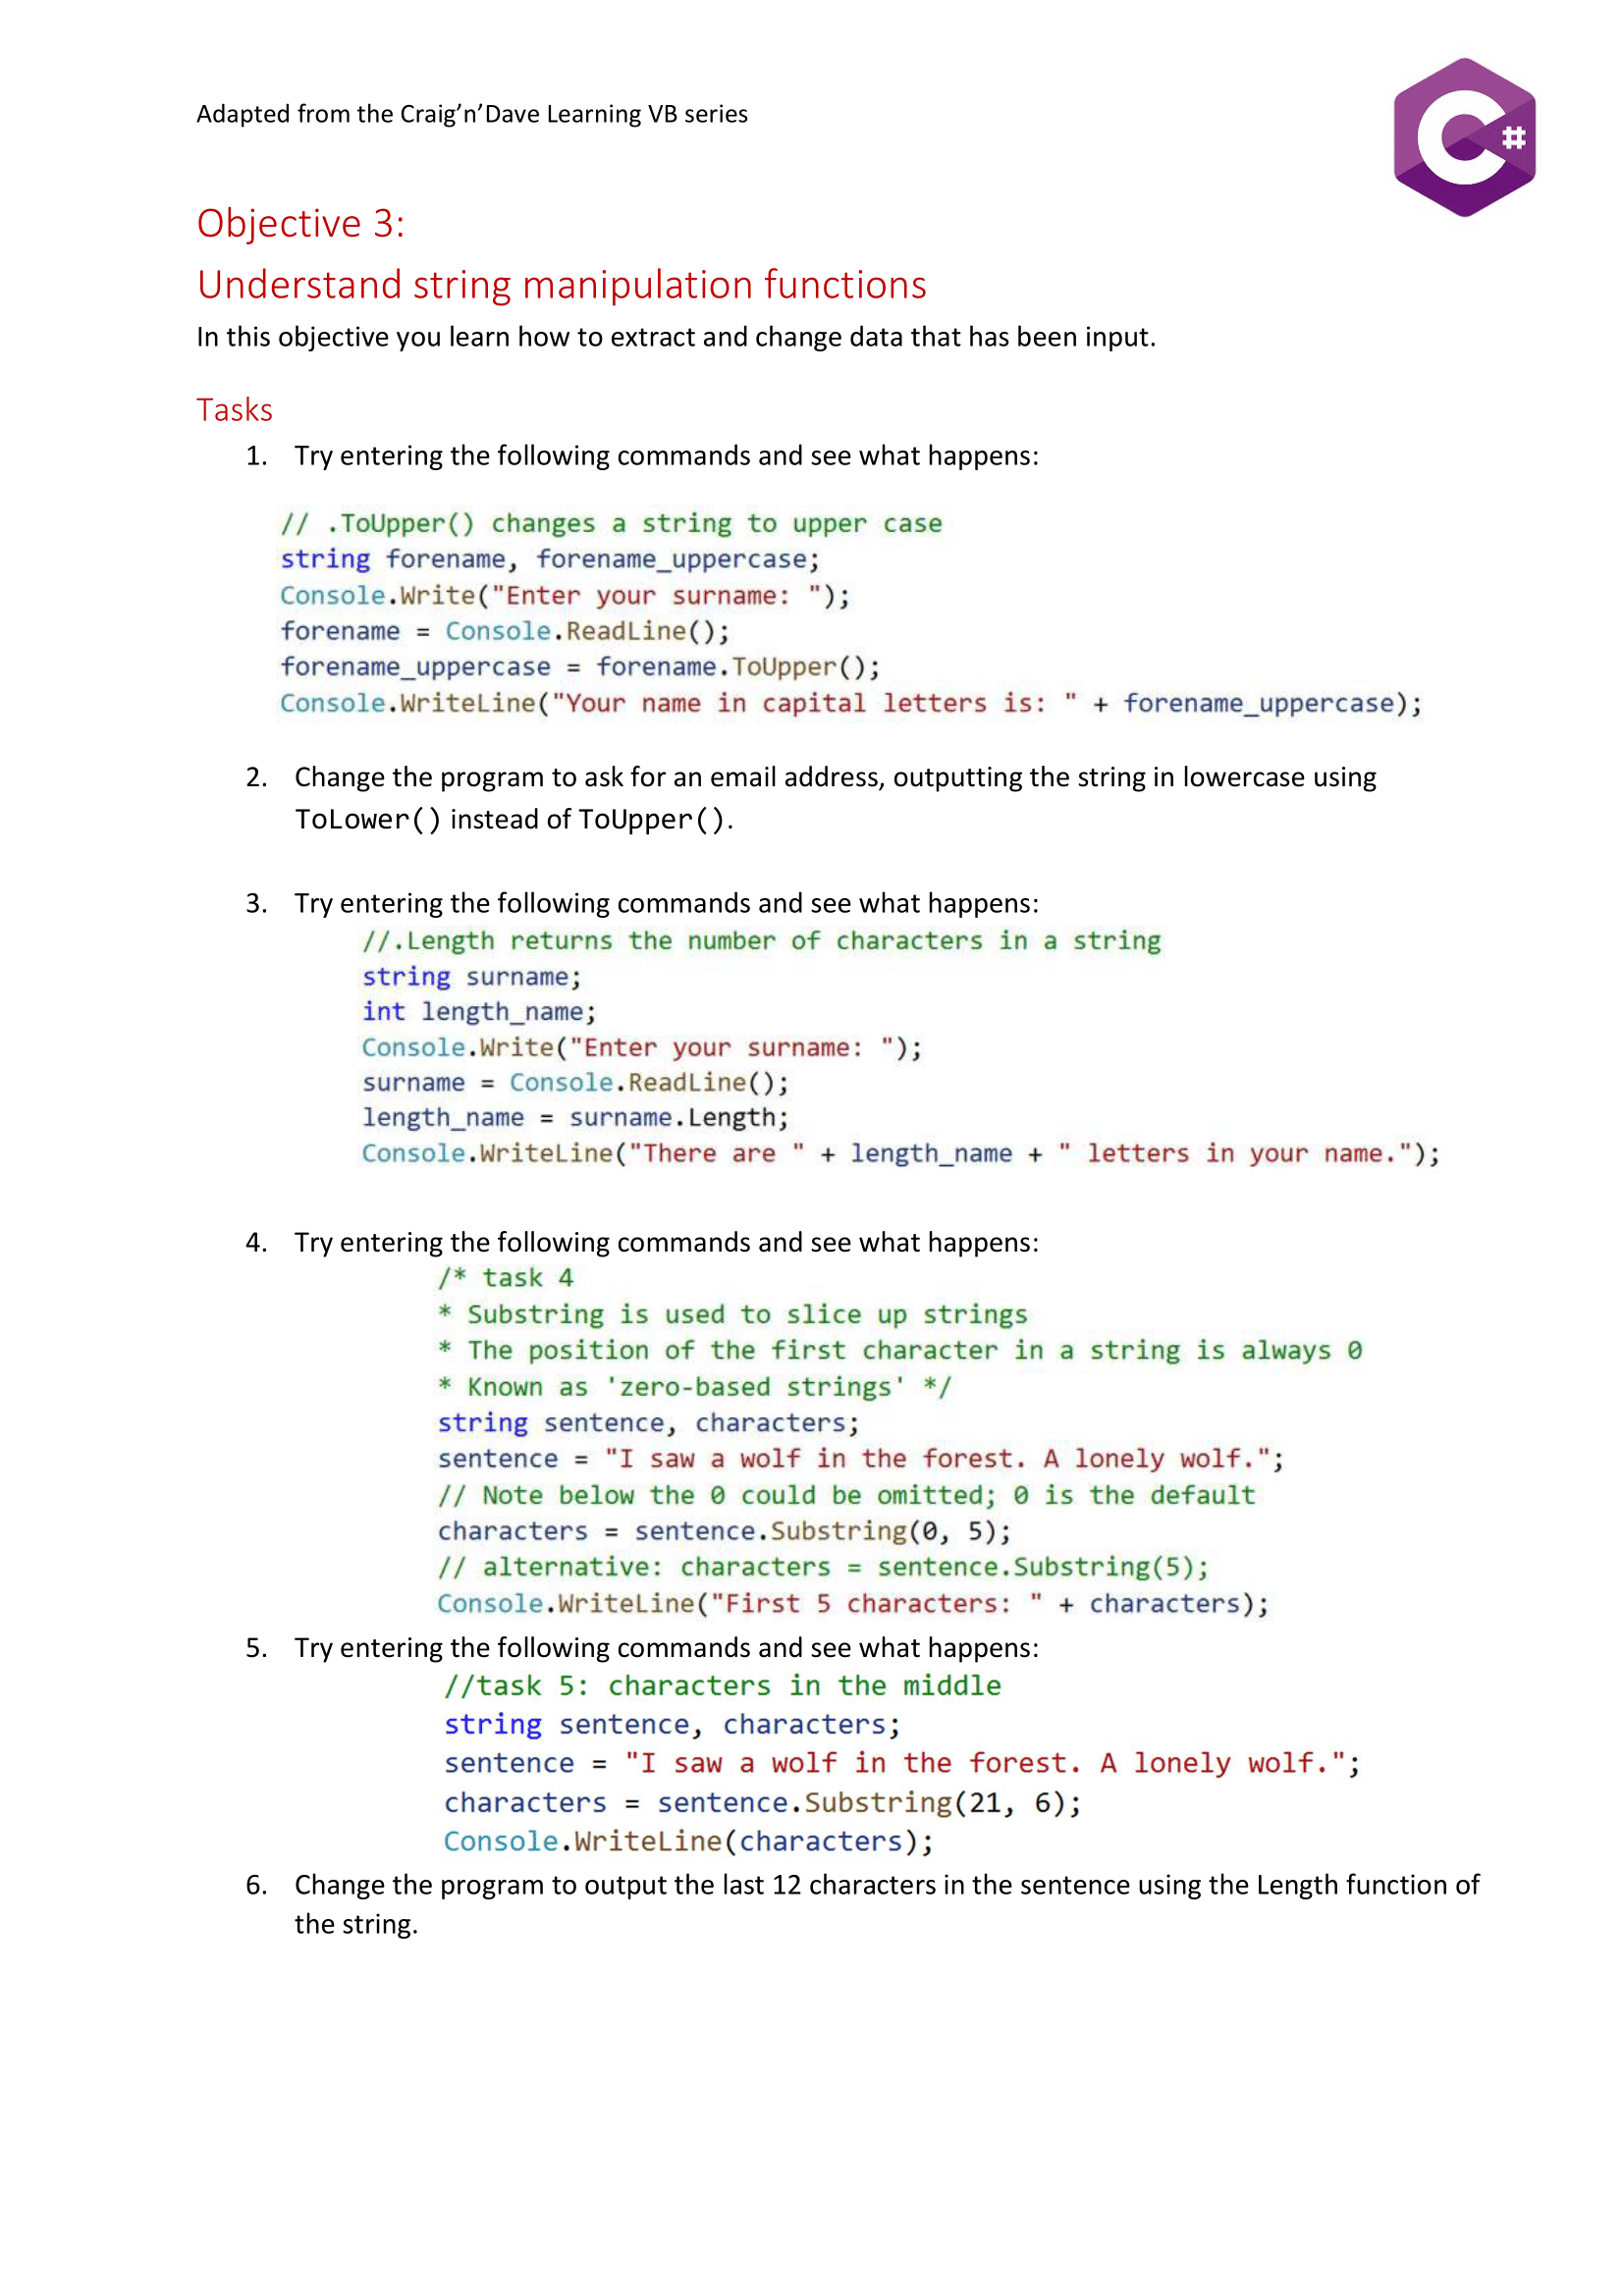 Adapted from the Craig’n’Dave Learning VB series
C#
Objective 3:
Understand string manipulation functions
In this objective you learn how to extract and change data that has been input.
Tasks
1. Try entering the following commands and see what happens:
// .ToUpper() changes a string to upper case
string forename, forename_uppercase;
Console.Write("Enter your surname: ");
forename = Console.ReadLine();
forename_uppercase = forename.ToUpper();
Console.WriteLine("Your name in capital letters is: " + forename_uppercase);
2. Change the program to ask for an email address, outputting the string in lowercase using
ToLower() instead of ToUpper().
3. Try entering the following commands and see what happens:
//.Length returns the number of characters in a string
string surname;
int length_name;
Console.Write("Enter your surname: ");
surname = Console.ReadLine();
length_name = surname.Length;
Console.WriteLine("There are " + length_name + " letters in your name.");
4. Try entering the following commands and see what happens:
/* task 4
* Substring is used to slice up strings
* The position of the first character in a string is always 0
* Known as 'zero-based strings' */
string sentence, characters;
sentence = "I saw a wolf in the forest. A lonely wolf.";
// Note below the 0 could be omitted; 0 is the default
characters = sentence.Substring(0, 5);
// alternative: characters = sentence.Substring(5);
Console.WriteLine("First 5 characters: " + characters);
5. Try entering the following commands and see what happens:
//task 5: characters in the middle
string sentence, characters;
sentence = "I saw a wolf in the forest. A lonely wolf.";
characters = sentence.Substring(21, 6);
Console.WriteLine(characters);
6. Change the program to output the last 12 characters in the sentence using the Length function of
the string.